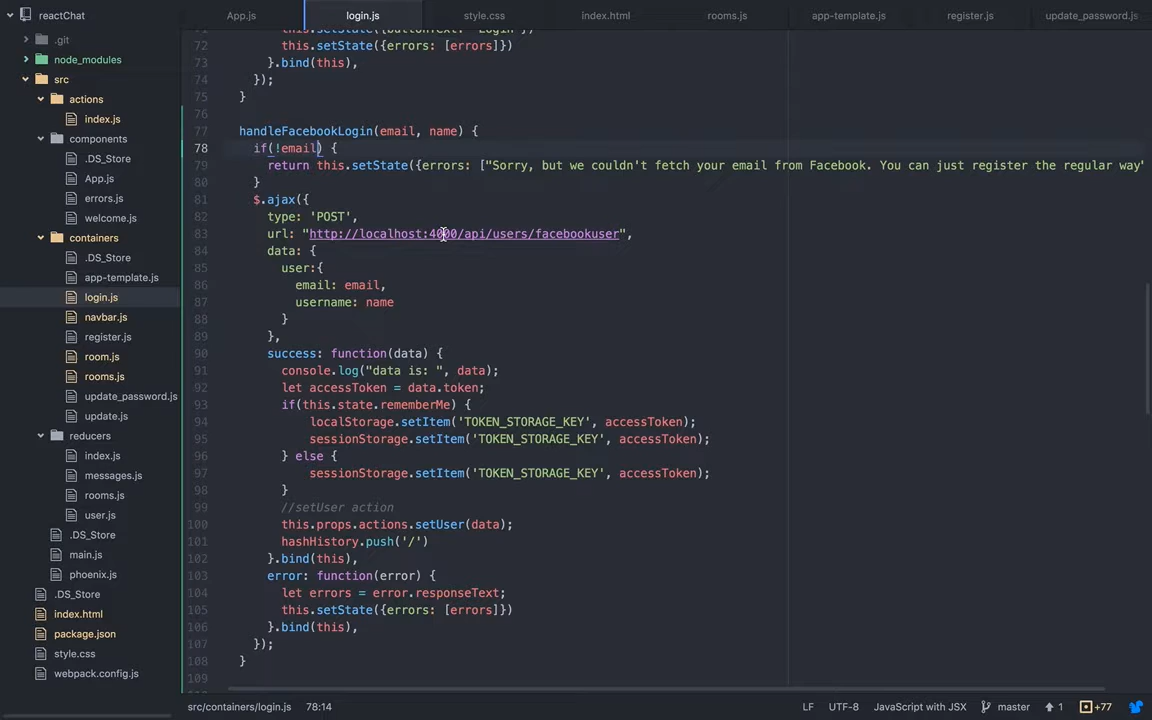 reactChat
App.js
login.js
style.css
index.html
rooms.js
app-template.js
register.js
update_password.js
.git
node_modules
src
actions
index.js
components
.DS_Store
App.js
errors.js
welcome.js
containers
.DS_Store
app-template.js
login.js
navbar.js
register.js
room.js
rooms.js
update_password.js
update.js
reducers
index.js
messages.js
rooms.js
user.js
.DS_Store
main.js
phoenix.js
.DS_Store
index.html
package.json
style.css
webpack.config.js
71 this.setState({buttonText: "Login"})
72 this.setState({errors: [errors]})
73 }.bind(this),
74 });
75 }
76
77 handleFacebookLogin(email, name) {
78 if(!email) {
79 return this.setState({errors: ["Sorry, but we couldn't fetch your email from Facebook. You can just register the regular way"
80 }
81 $.ajax({
82 type: 'POST',
83 url: "http://localhost:4000/api/users/facebookuser",
84 data: {
85 user:{
86 email: email,
87 username: name
88 }
89 },
90 success: function(data) {
91 console.log("data is: ", data);
92 let accessToken = data.token;
93 if(this.state.rememberMe) {
94 localStorage.setItem('TOKEN_STORAGE_KEY', accessToken);
95 sessionStorage.setItem('TOKEN_STORAGE_KEY', accessToken);
96 } else {
97 sessionStorage.setItem('TOKEN_STORAGE_KEY', accessToken);
98 }
99 //setUser action
100 this.props.actions.setUser(data);
101 hashHistory.push('/')
102 }.bind(this),
103 error: function(error) {
104 let errors = error.responseText;
105 this.setState({errors: [errors]})
106 }.bind(this),
107 });
108 }
109
src/containers/login.js 78:14
LF UTF-8 JavaScript with JSX master 1 +77